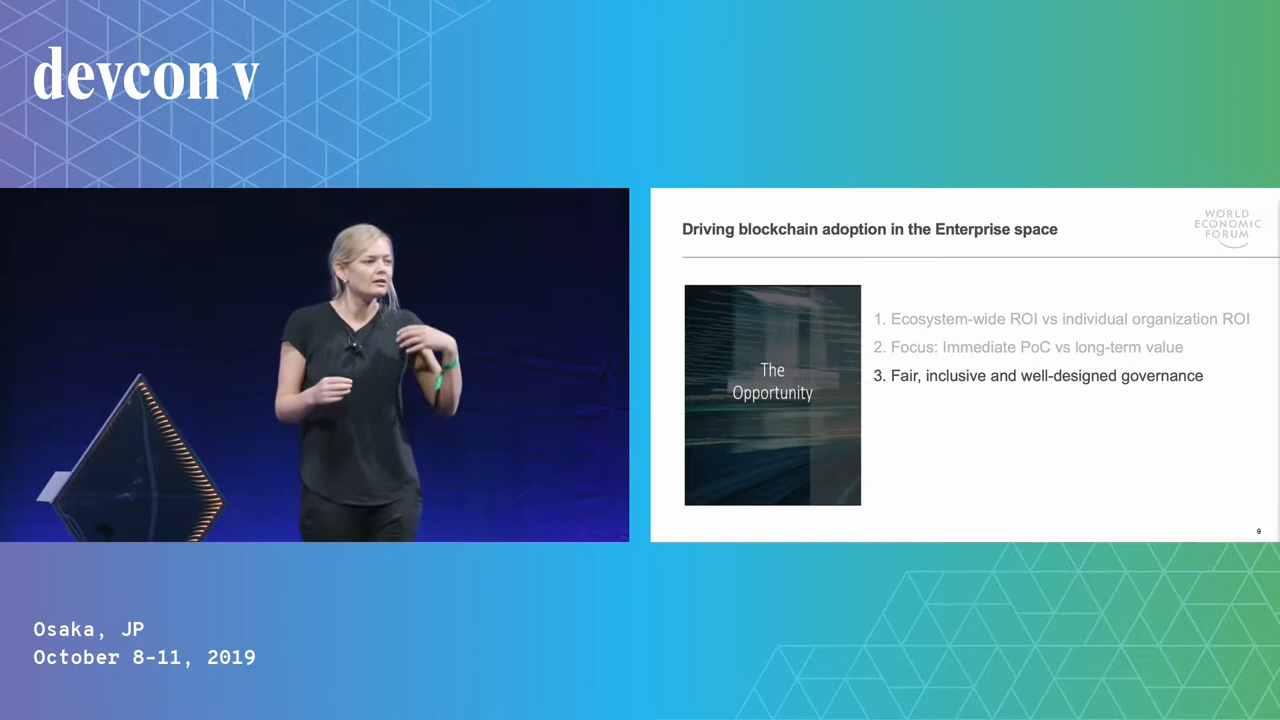 devcon v
Driving blockchain adoption in the Enterprise space
WORLD
ECONOMIC
FORUM
The
Opportunity
1. Ecosystem-wide ROI vs individual organization ROI
2. Focus: Immediate PoC vs long-term value
3. Fair, inclusive and well-designed governance
9
Osaka, JP
October 8-11, 2019